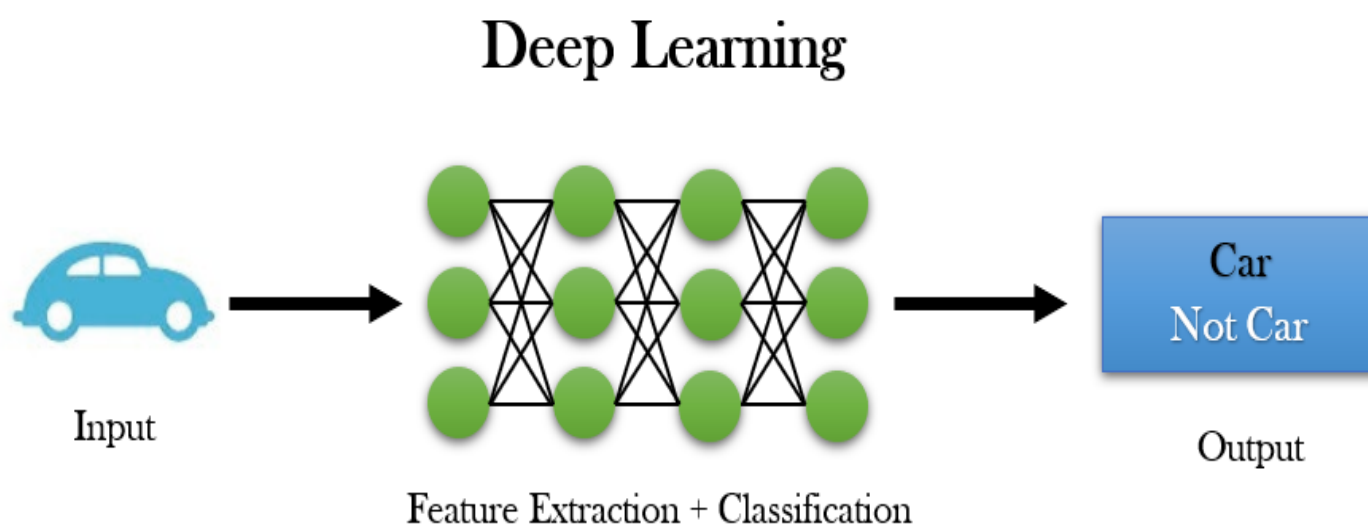 Deep Learning
Car
Not Car
Input
Output
Feature Extraction + Classification